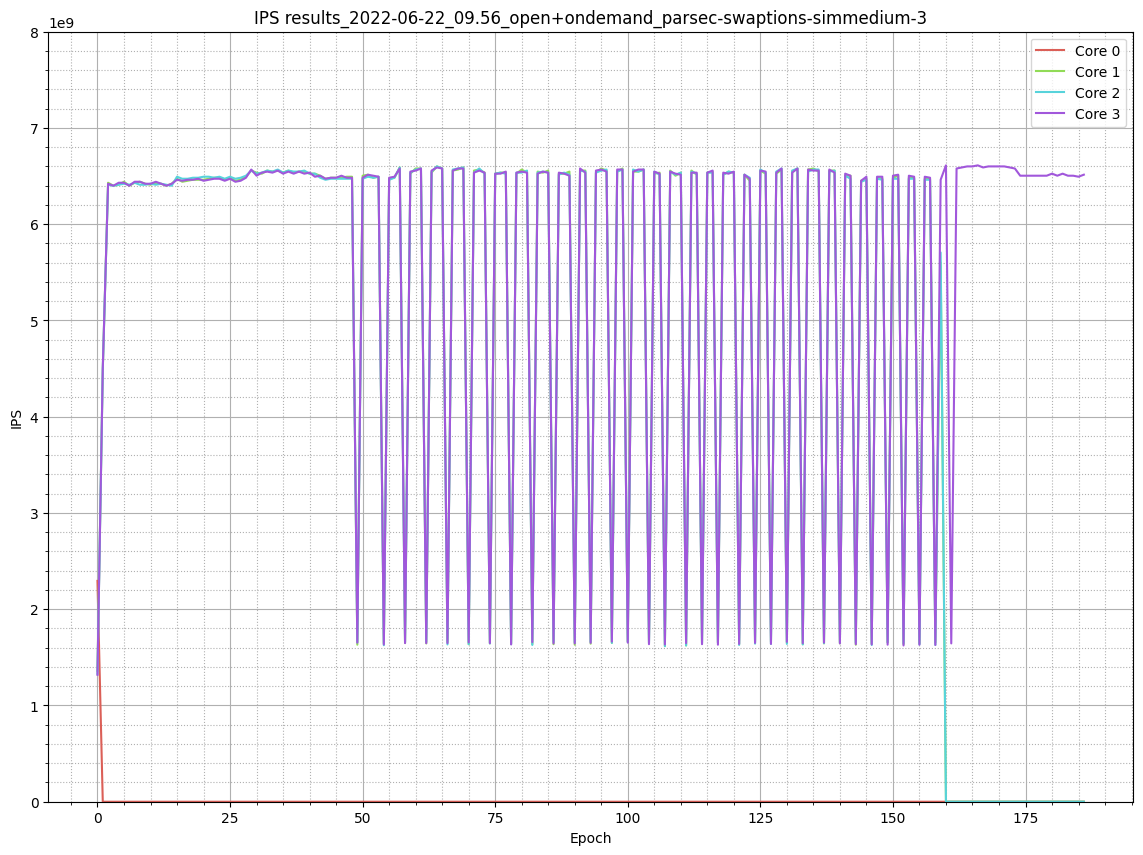 IPS results_2022-06-22_09.56_open+ondemand_parsec-swaptions-simmedium-3
1e9
8
7
6
5
4
3
2
1
0
IPS
Core 0
Core 1
Core 2
Core 3
0 25 50 75 100 125 150 175
Epoch